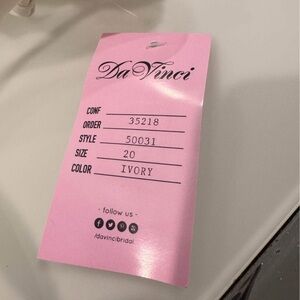 Da Vinci
CONF
ORDER 35218
STYLE 50031
SIZE 20
COLOR IVORY
- follow us -
/davincibridal